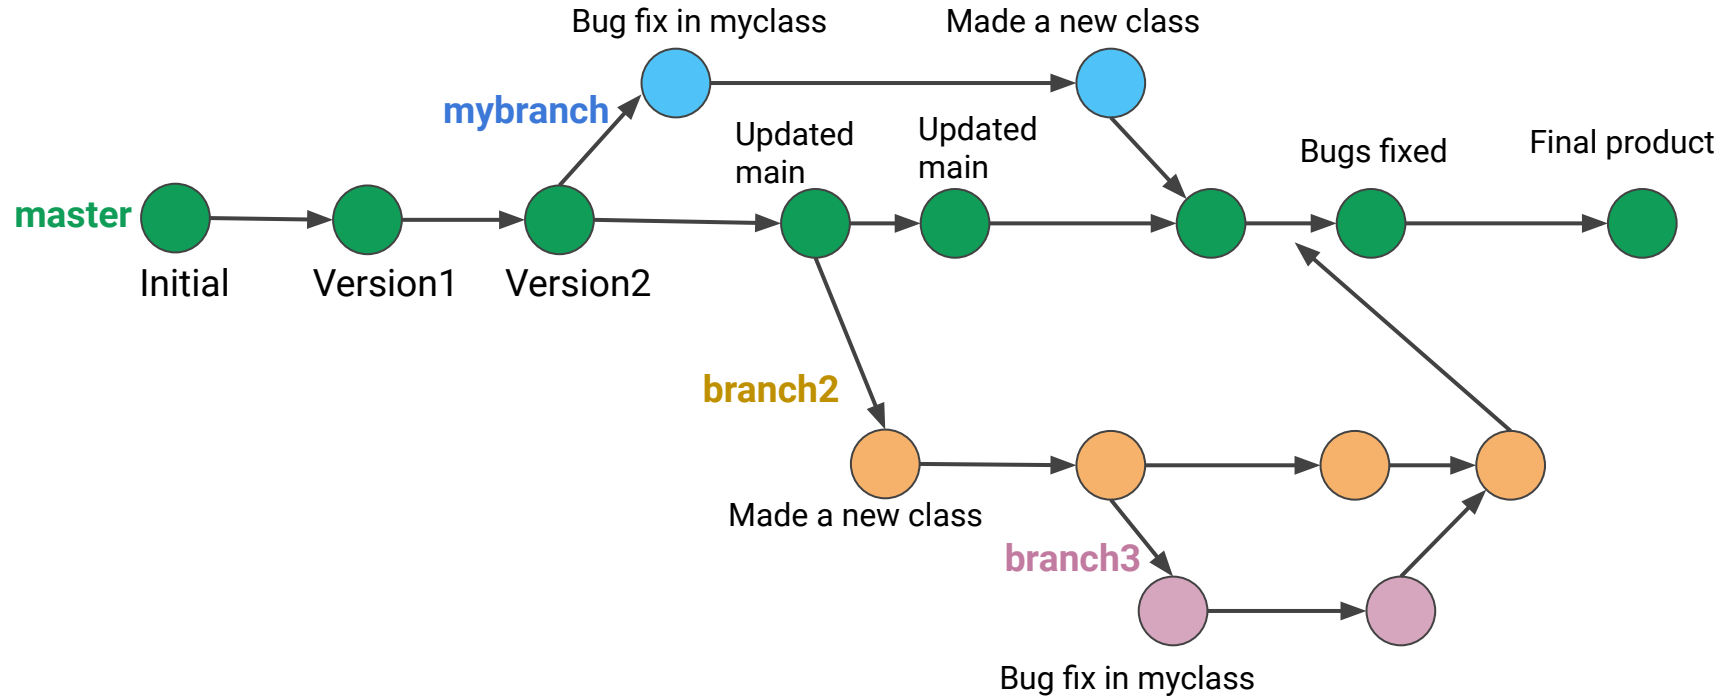 Bug fix in myclass
Made a new class
mybranch
Updated
main
Updated
main
Bugs fixed
Final product
master
Initial
Version1
Version2
branch2
Made a new class
branch3
Bug fix in myclass